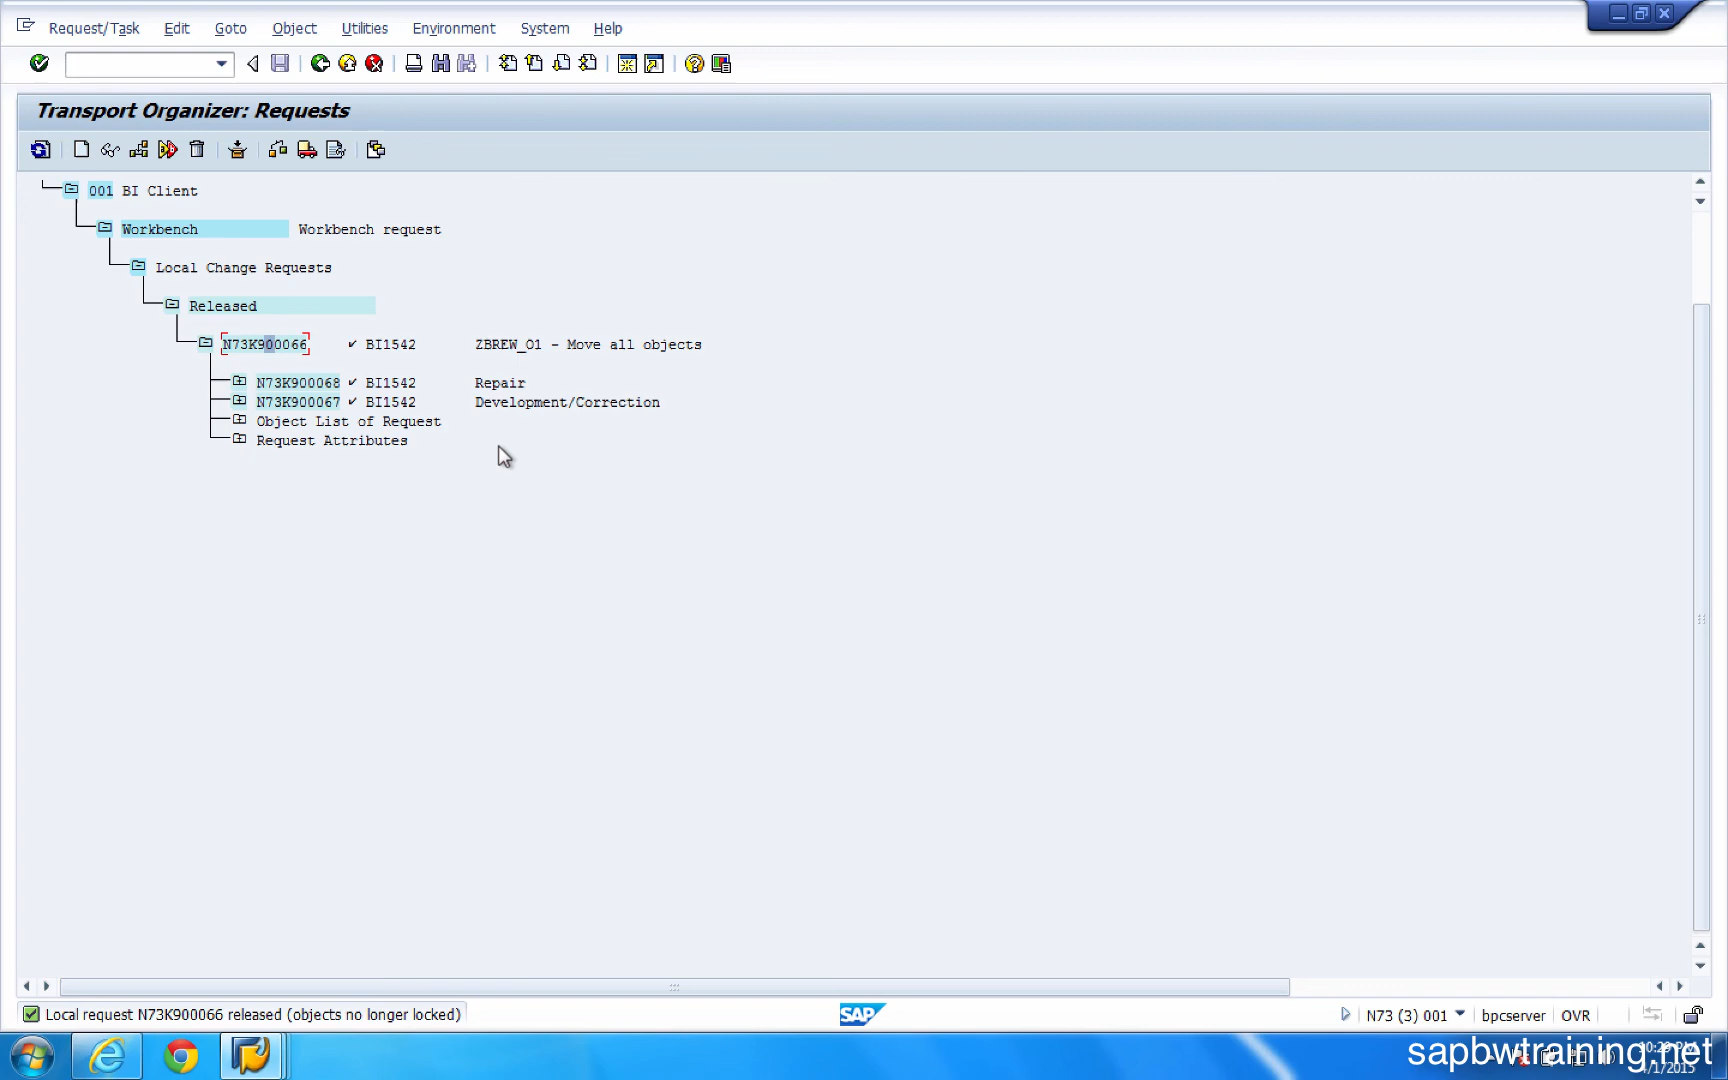 Request/Task Edit Goto Object Utilities Environment System Help
Transport Organizer: Requests
001 BI Client
Workbench Workbench request
Local Change Requests
Released
N73K900066 BI1542 ZBREW_01 - Move all objects
N73K900068 BI1542 Repair
N73K900067 BI1542 Development/Correction
Object List of Request
Request Attributes
Local request N73K900066 released (objects no longer locked)
SAP
N73 (3) 001 bpcserver OVR
sapbwtraining.net